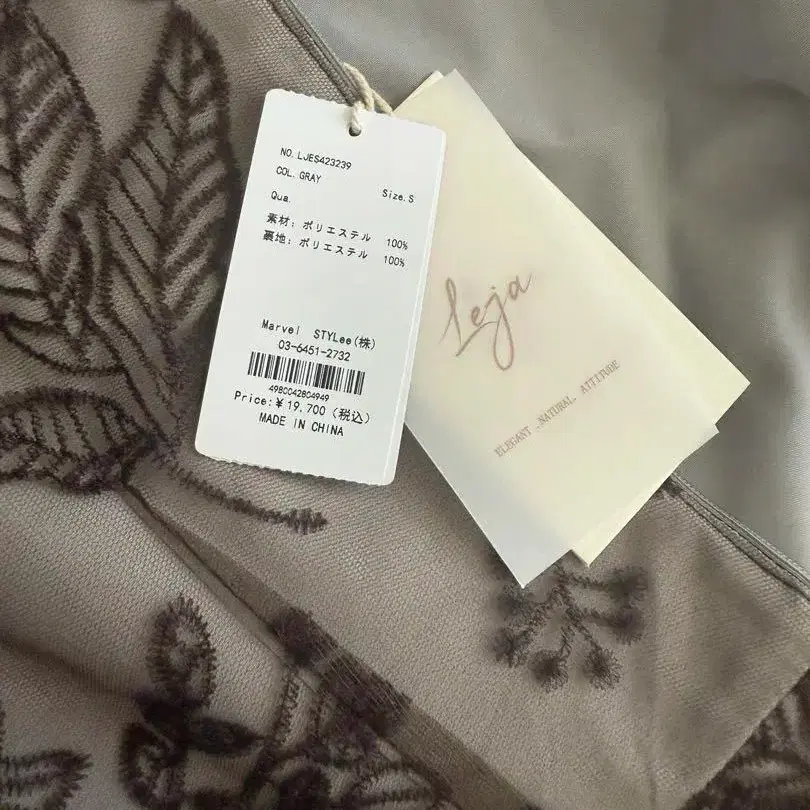 NO. LJES423239
COL. GRAY
Size. S
Qua.
素材: ポリエステル 100%
裏地: ポリエステル 100%
Marvel STYLee(株)
03-6451-2732
4980042804949
Price:¥19.700(税込)
MADE IN CHINA
Leja
ELEGANT _NATURAL_ ATTITUDE